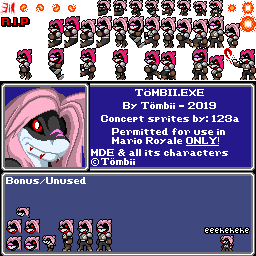 R.I.P
TöMBII.EXE
By Tömbii - 2019
Concept sprites by: 123a
Permitted for use in
Mario Royale ONLY!
MDE & all its characters
©Tömbii
Bonus/Unused
eeehehehe